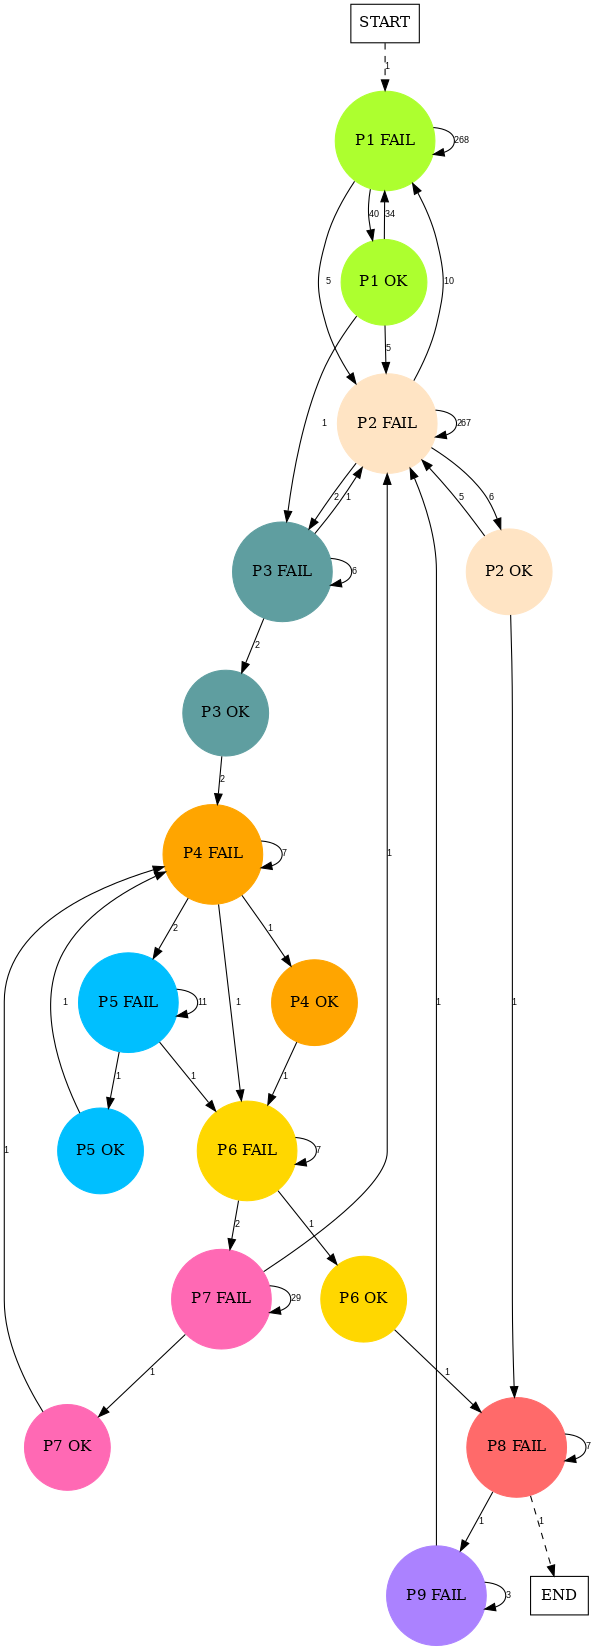 START
1
P1 FAIL
268
40
34
P1 OK
5
10
5
1
P2 FAIL
267
2
1
5
6
P3 FAIL
6
P2 OK
2
P3 OK
2
P4 FAIL
7
1
2
1
1
1
P5 FAIL
11
P4 OK
1
1
1
1
1
1
P5 OK
P6 FAIL
7
1
2
1
P7 FAIL
29
P6 OK
1
1
P7 OK
P8 FAIL
7
1
1
P9 FAIL
3
END